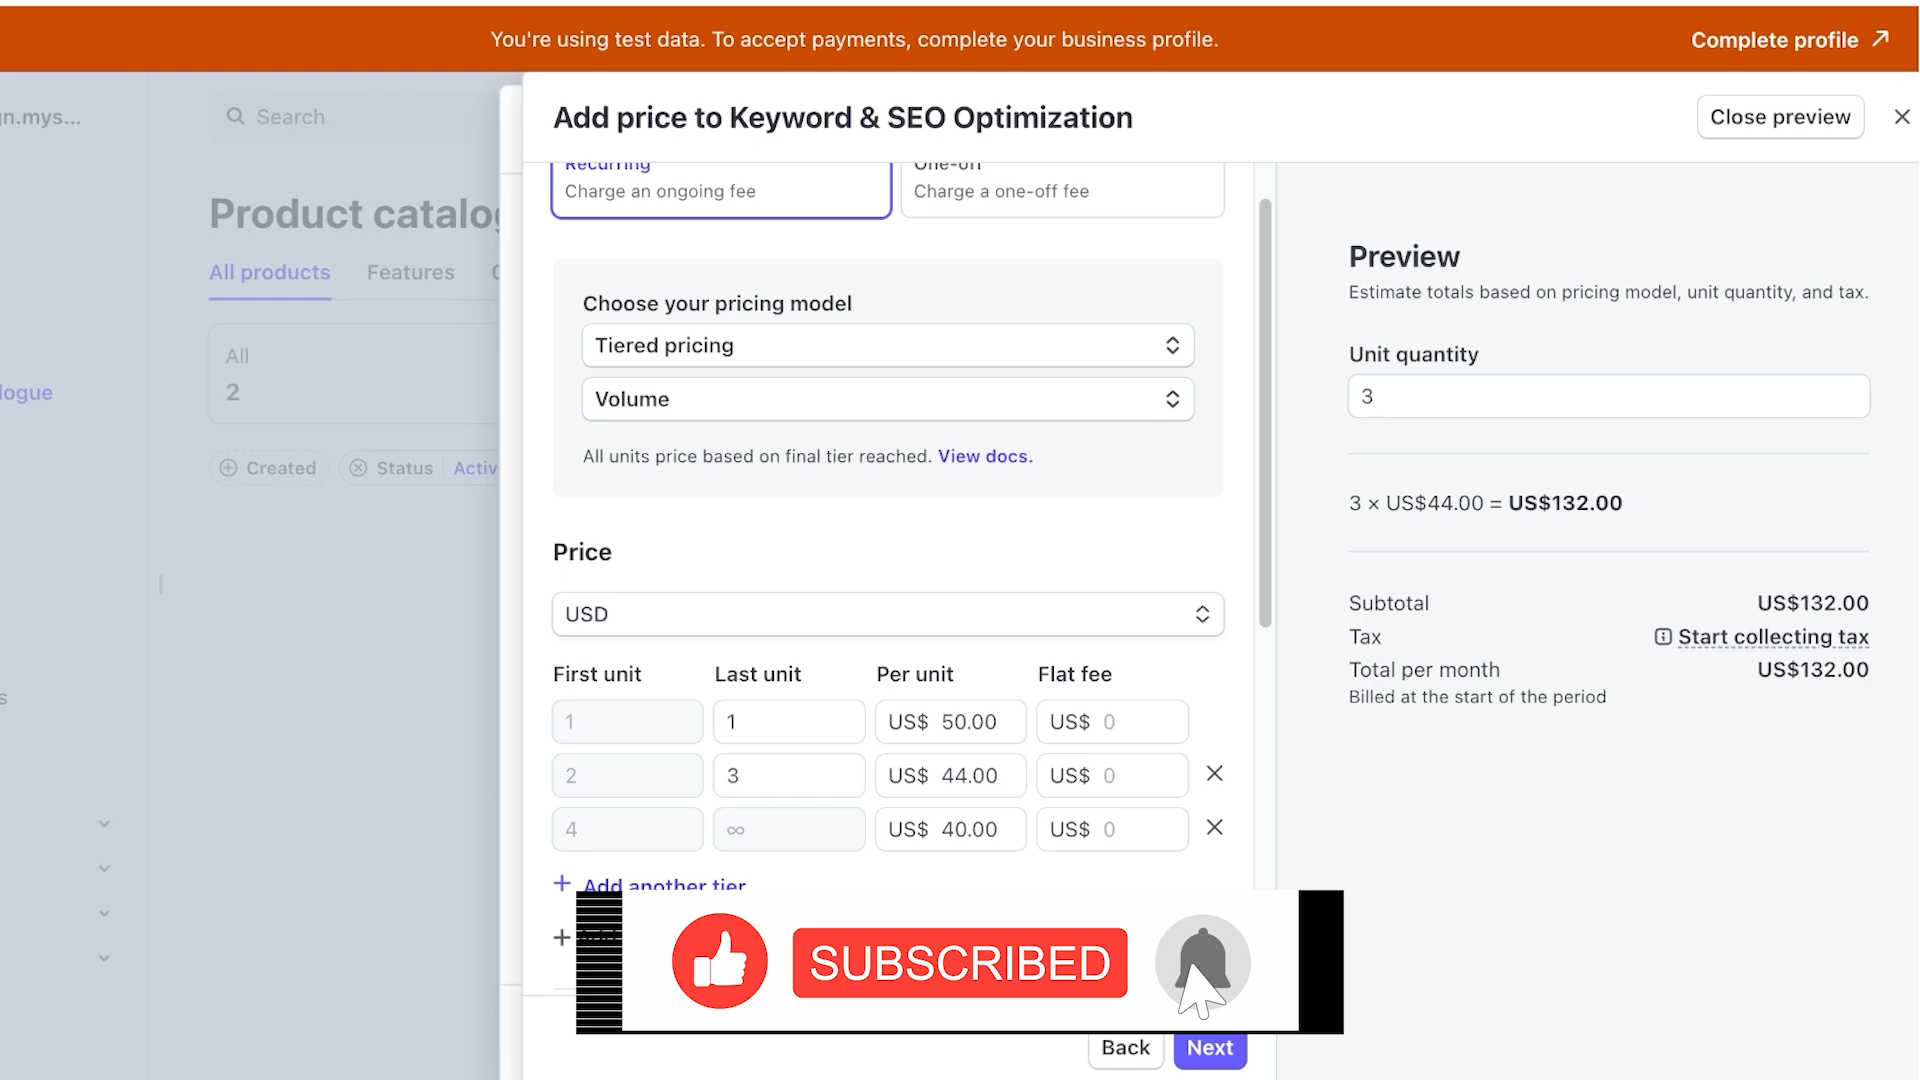 You're using test data. To accept payments, complete your business profile.
Complete profile
n.mys...
Search
Add price to Keyword & SEO Optimization
Close preview
Recurring
One-off
Charge an ongoing fee
Charge a one-off fee
Product catalog
All products
Features
All
2
logue
Created
Status
Activ
Choose your pricing model
Tiered pricing
Volume
All units price based on final tier reached. View docs.
Price
USD
First unit
Last unit
Per unit
Flat fee
1
1
US$ 50.00
US$ 0
2
3
US$ 44.00
US$ 0
4
∞
US$ 40.00
US$ 0
Add another tier
Preview
Estimate totals based on pricing model, unit quantity, and tax.
Unit quantity
3
3 × US$44.00 = US$132.00
Subtotal
US$132.00
Tax
Start collecting tax
Total per month
US$132.00
Billed at the start of the period
s
SUBSCRIBED
Back
Next